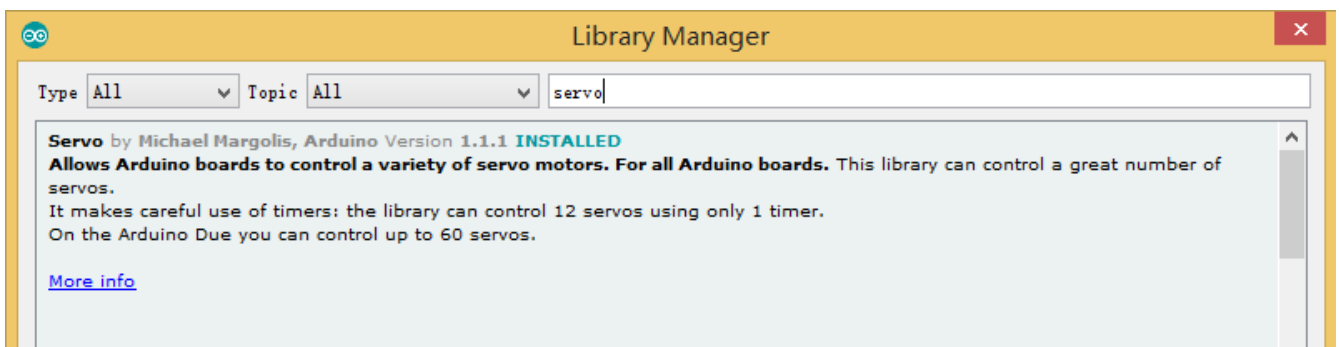 Library Manager
Type All Topic All servo
Servo by Michael Margolis, Arduino Version 1.1.1 INSTALLED
Allows Arduino boards to control a variety of servo motors. For all Arduino boards. This library can control a great number of
servos.
It makes careful use of timers: the library can control 12 servos using only 1 timer.
On the Arduino Due you can control up to 60 servos.
More info